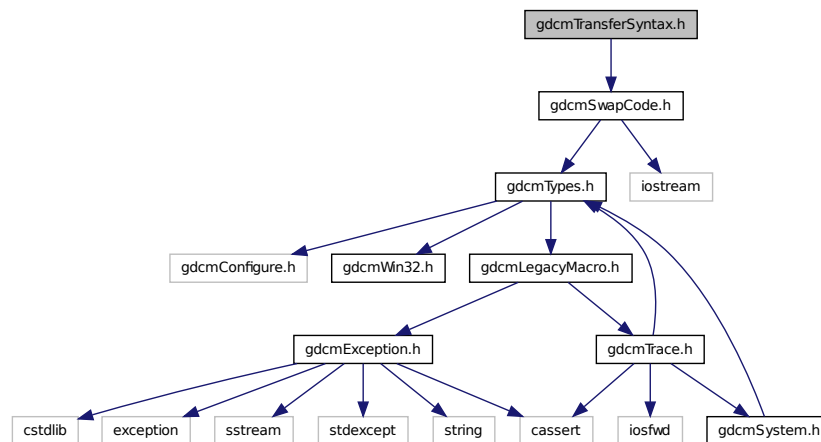 gdcmTransferSyntax.h
gdcmSwapCode.h
gdcmTypes.h
iostream
gdcmConfigure.h
gdcmWin32.h
gdcmLegacyMacro.h
gdcmException.h
gdcmTrace.h
cstdlib
exception
sstream
stdexcept
string
cassert
iosfwd
gdcmSystem.h